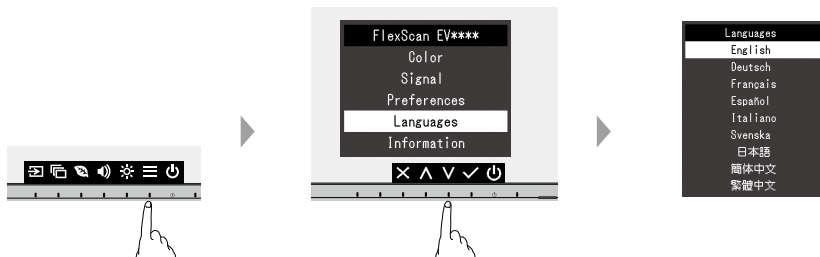 FlexScan EV****
Color
Signal
Preferences
Languages
Information
Languages
English
Deutsch
Français
Español
Italiano
Svenska
日本語
簡体中文
繁體中文